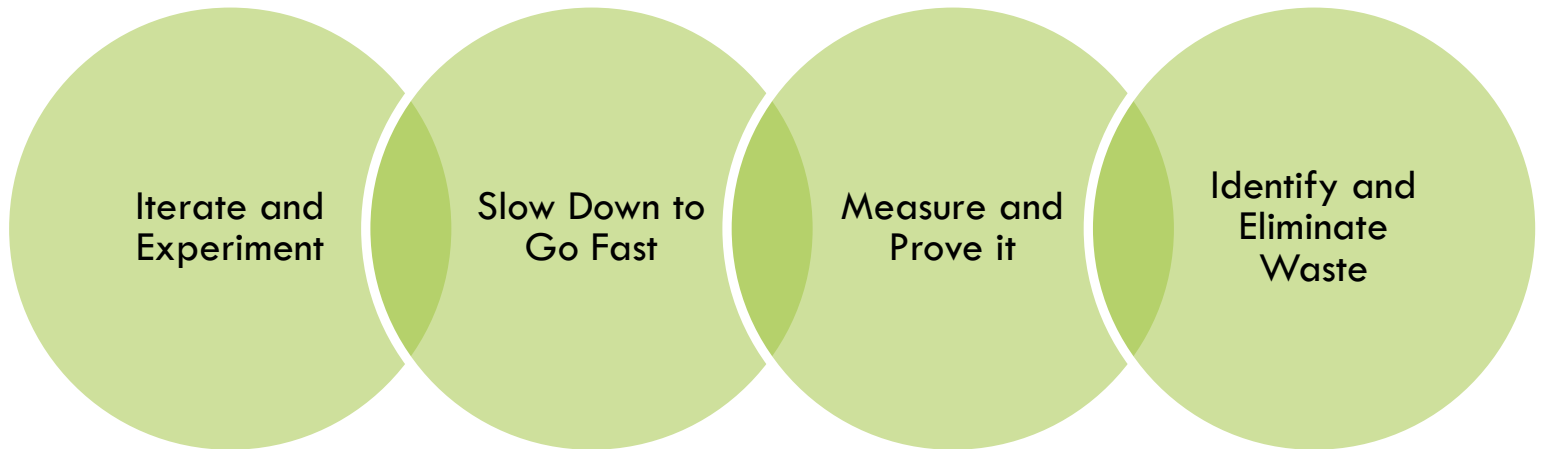 Iterate and
Experiment
Slow Down to
Go Fast
Measure and
Prove it
Identify and
Eliminate
Waste